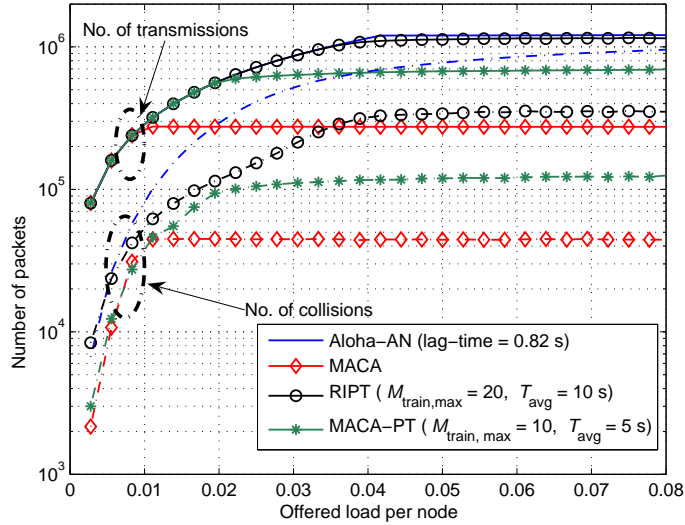 10^6
10^5
10^4
10^3
Number of packets
No. of transmissions
No. of collisions
Aloha−AN (lag−time = 0.82 s)
MACA
RIPT ( M_train,max = 20, T_avg = 10 s)
MACA−PT ( M_train, max = 10, T_avg = 5 s)
0 0.01 0.02 0.03 0.04 0.05 0.06 0.07 0.08
Offered load per node